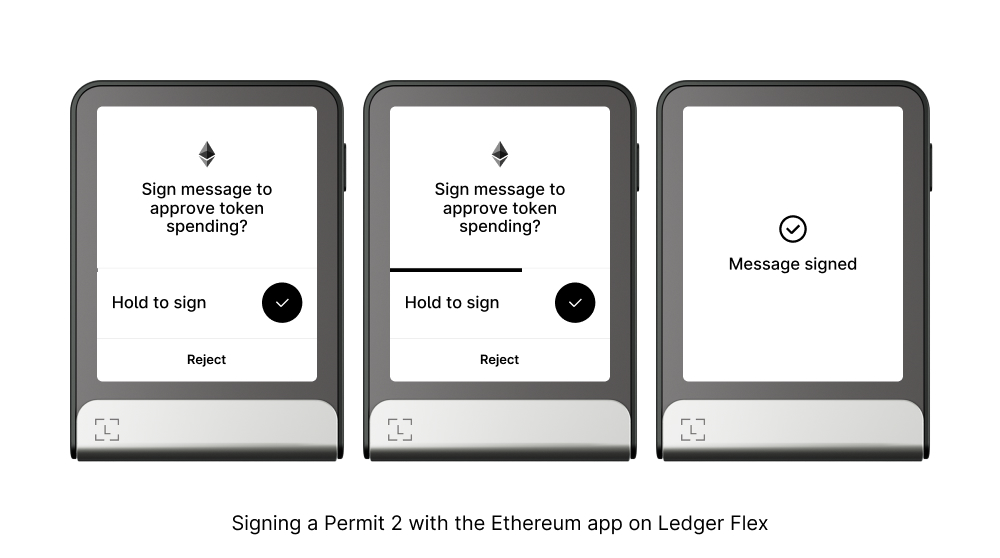 Sign message to
approve token
spending?
Hold to sign
Reject
Sign message to
approve token
spending?
Hold to sign
Reject
Message signed
Signing a Permit 2 with the Ethereum app on Ledger Flex